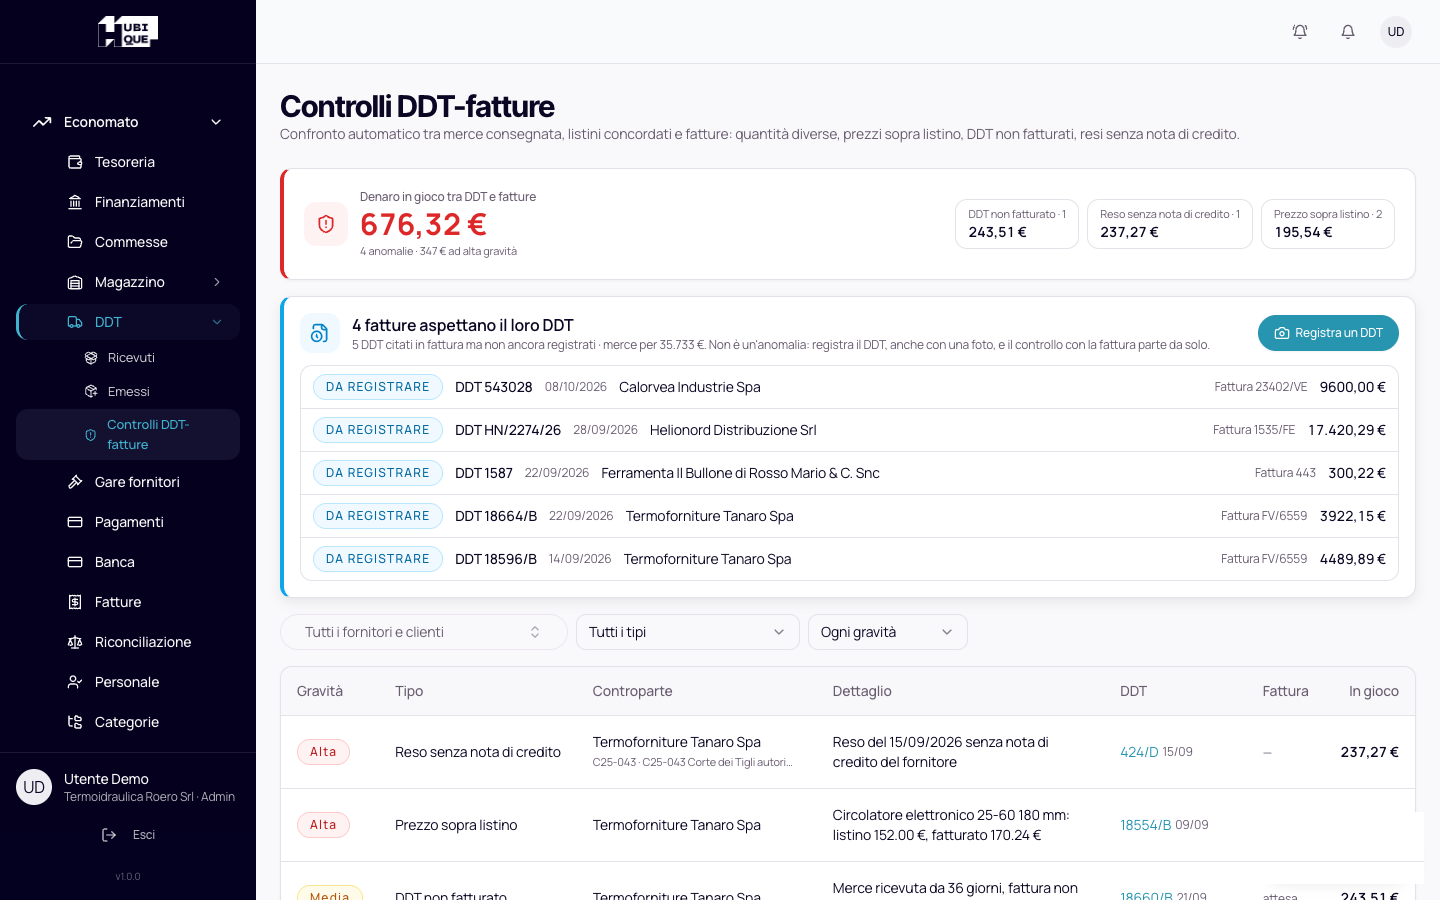 UBI
QUE
UD
Economato
Tesoreria
Finanziamenti
Commesse
Magazzino
DDT
Ricevuti
Emessi
Controlli DDT-
fatture
Gare fornitori
Pagamenti
Banca
Fatture
Riconciliazione
Personale
Categorie
UD
Utente Demo
Termoidraulica Roero Srl · Admin
Esci
v1.0.0
Controlli DDT-fatture
Confronto automatico tra merce consegnata, listini concordati e fatture: quantità diverse, prezzi sopra listino, DDT non fatturati, resi senza nota di credito.
Denaro in gioco tra DDT e fatture
676,32 €
4 anomalie · 347 € ad alta gravità
DDT non fatturato · 1
243,51 €
Reso senza nota di credito · 1
237,27 €
Prezzo sopra listino · 2
195,54 €
4 fatture aspettano il loro DDT
5 DDT citati in fattura ma non ancora registrati · merce per 35.733 €. Non è un'anomalia: registra il DDT, anche con una foto, e il controllo con la fattura parte da solo.
Registra un DDT
DA REGISTRARE DDT 543028 08/10/2026 Calorvea Industrie Spa Fattura 23402/VE 9600,00 €
DA REGISTRARE DDT HN/2274/26 28/09/2026 Helionord Distribuzione Srl Fattura 1535/FE 17.420,29 €
DA REGISTRARE DDT 1587 22/09/2026 Ferramenta Il Bullone di Rosso Mario & C. Snc Fattura 443 300,22 €
DA REGISTRARE DDT 18664/B 22/09/2026 Termoforniture Tanaro Spa Fattura FV/6559 3922,15 €
DA REGISTRARE DDT 18596/B 14/09/2026 Termoforniture Tanaro Spa Fattura FV/6559 4489,89 €
Tutti i fornitori e clienti Tutti i tipi Ogni gravità
Gravità Tipo Controparte Dettaglio DDT Fattura In gioco
Alta Reso senza nota di credito Termoforniture Tanaro Spa Reso del 15/09/2026 senza nota di 424/D 15/09 – 237,27 €
C25-043 · C25-043 Corte dei Tigli autori... credito del fornitore
Alta Prezzo sopra listino Termoforniture Tanaro Spa Circolatore elettronico 25-60 180 mm: 18554/B 09/09
listino 152.00 €, fatturato 170.24 €
Media DDT non fatturato Termoforniture Tanaro Spa Merce ricevuta da 36 giorni, fattura non 18660/B 21/09 attesa 243,51 €